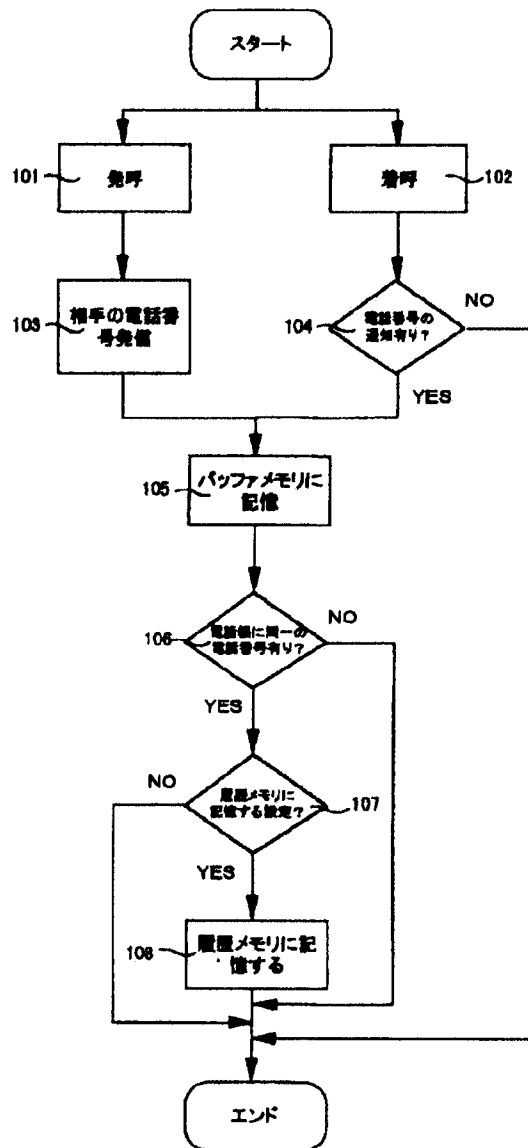 スタート
101
発呼
着呼
102
103
相手の電話番
号発信
104
電話番号の
通知有り?
NO
YES
105
バッファメモリに
記憶
106
電話帳に同一の
電話番号有り?
NO
YES
NO
履歴メモリに
記憶する設定?
107
YES
108
履歴メモリに記
憶する
エンド